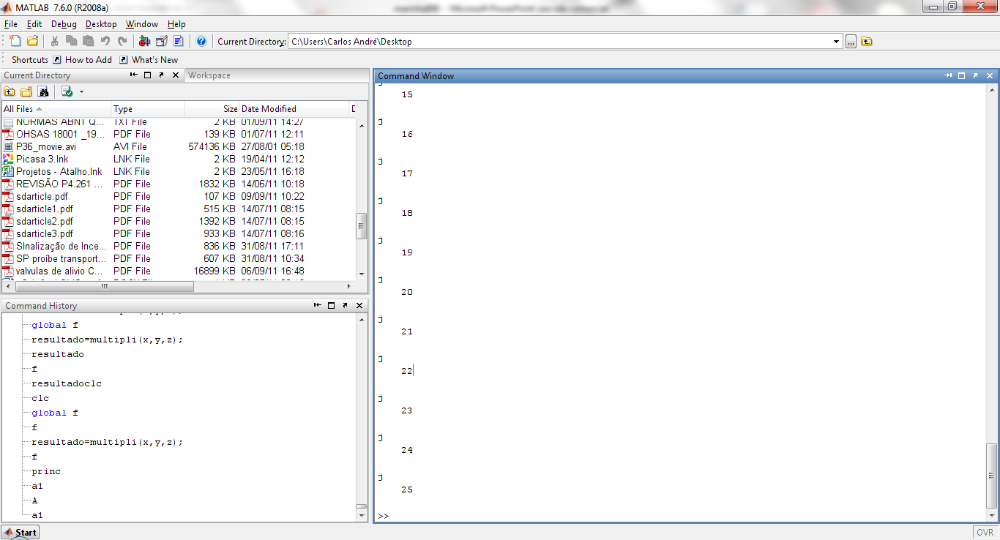 MATLAB 7.6.0 (R2008a)
File Edit Debug Desktop Window Help
Current Directory: C:\Users\Carlos André\Desktop ...
Shortcuts How to Add What's New
Current Directory Workspace
All Files Type Size Date Modified D
NORMAS ABNT Q... TXT File 2 KB 01/09/11 14:27
OHSAS 18001 _19... PDF File 139 KB 01/07/11 12:11
P36_movie.avi AVI File 574136 KB 27/08/01 05:18
Picasa 3.lnk LNK File 2 KB 19/04/11 12:12
Projetos - Atalho.lnk LNK File 2 KB 23/05/11 16:18
REVISÃO P4.261 ... PDF File 1832 KB 14/06/11 10:18
sdarticle.pdf PDF File 107 KB 09/09/11 10:22
sdarticle1.pdf PDF File 515 KB 14/07/11 08:15
sdarticle2.pdf PDF File 1392 KB 14/07/11 08:15
sdarticle3.pdf PDF File 933 KB 14/07/11 08:16
SInalização de Ince... PDF File 836 KB 31/08/11 17:11
SP proíbe transport... PDF File 607 KB 31/08/11 10:34
valvulas de alivio C... PDF File 16899 KB 06/09/11 16:48
Command History
global f
resultado=multipli(x,y,z);
resultado
f
resultadoclc
clc
global f
f
resultado=multipli(x,y,z);
f
princ
a1
A
a1
Command Window
15
j
16
j
17
j
18
j
19
j
20
j
21
j
22
j
23
j
24
j
25
>>
Start
OVR